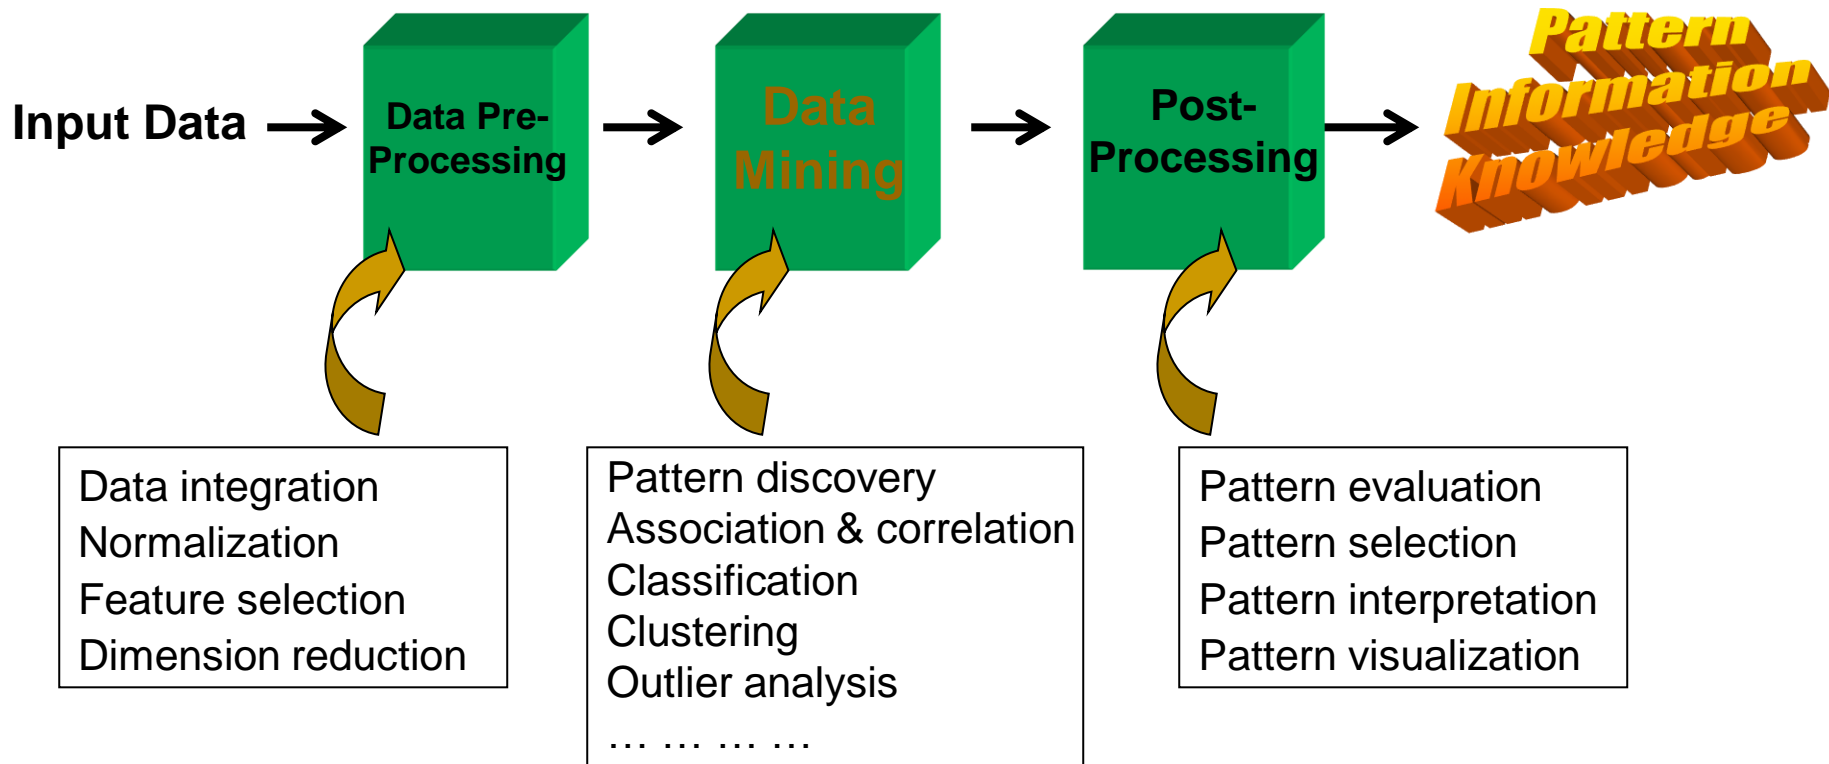 Input Data
Data Pre-
Processing
Data
Mining
Post-
Processing
Pattern
Information
Knowledge
Data integration
Normalization
Feature selection
Dimension reduction
Pattern discovery
Association & correlation
Classification
Clustering
Outlier analysis
… … … …
Pattern evaluation
Pattern selection
Pattern interpretation
Pattern visualization